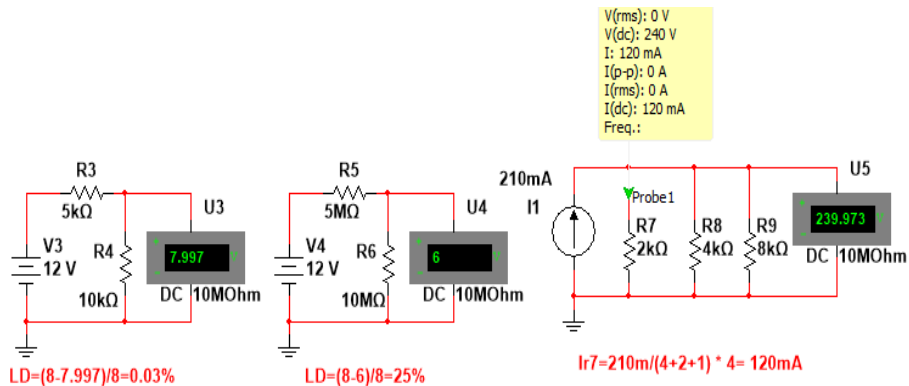 V(rms): 0 V
V(dc): 240 V
I: 120 mA
I(p-p): 0 A
I(rms): 0 A
I(dc): 120 mA
Freq.:
R3
5kΩ
V3
12 V
R4
10kΩ
U3
7.997
V
DC 10MOhm
LD=(8-7.997)/8=0.03%
R5
5MΩ
V4
12 V
R6
10MΩ
U4
6
V
DC 10MOhm
LD=(8-6)/8=25%
210mA
I1
Probe1
R7
2kΩ
R8
4kΩ
R9
8kΩ
U5
239.973
V
DC 10MOhm
Ir7=210m/(4+2+1) * 4= 120mA